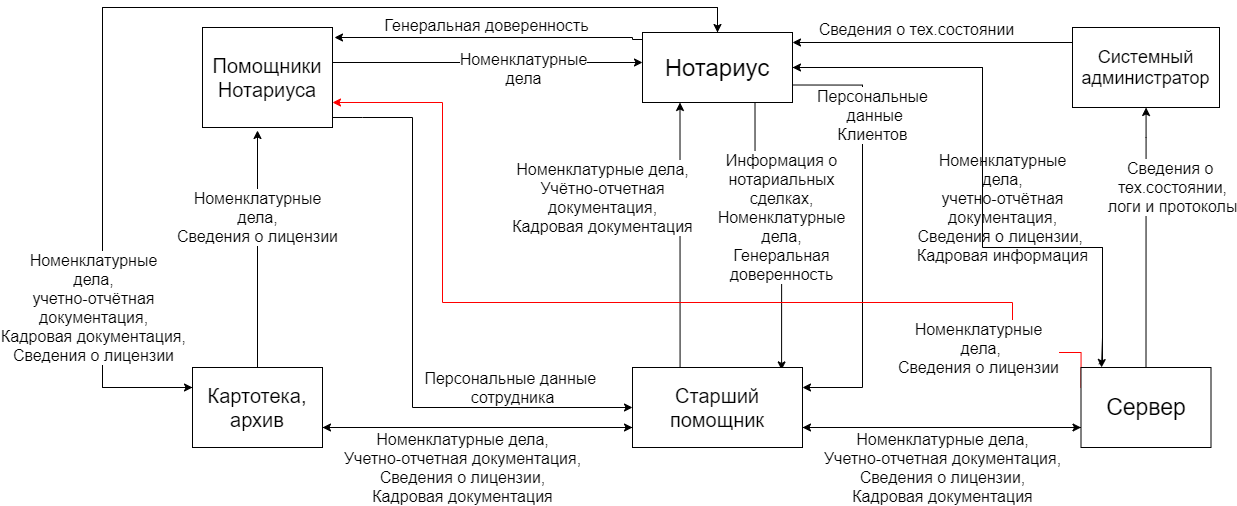 Генеральная доверенность
Сведения о тех.состоянии
Помощники
Нотариуса
Номенклатурные
дела
Нотариус
Системный
администратор
Персональные
данные
Клиентов
Номенклатурные дела,
Учётно-отчетная
документация,
Кадровая документация
Информация о
нотариальных
сделках,
Номенклатурные
дела,
Генеральная
доверенность
Номенклатурные
дела,
учетно-отчётная
документация,
Сведения о лицензии,
Кадровая информация
Сведения о
тех.состоянии,
логи и протоколы
Номенклатурные
дела,
Сведения о лицензии
Номенклатурные
дела,
учетно-отчётная
документация,
Кадровая документация,
Сведения о лицензии
Номенклатурные
дела,
Сведения о лицензии
Персональные данные
сотрудника
Картотека,
архив
Старший
помощник
Сервер
Номенклатурные дела,
Учетно-отчетная документация,
Сведения о лицензии,
Кадровая документация
Номенклатурные дела,
Учетно-отчетная документация,
Сведения о лицензии,
Кадровая документация